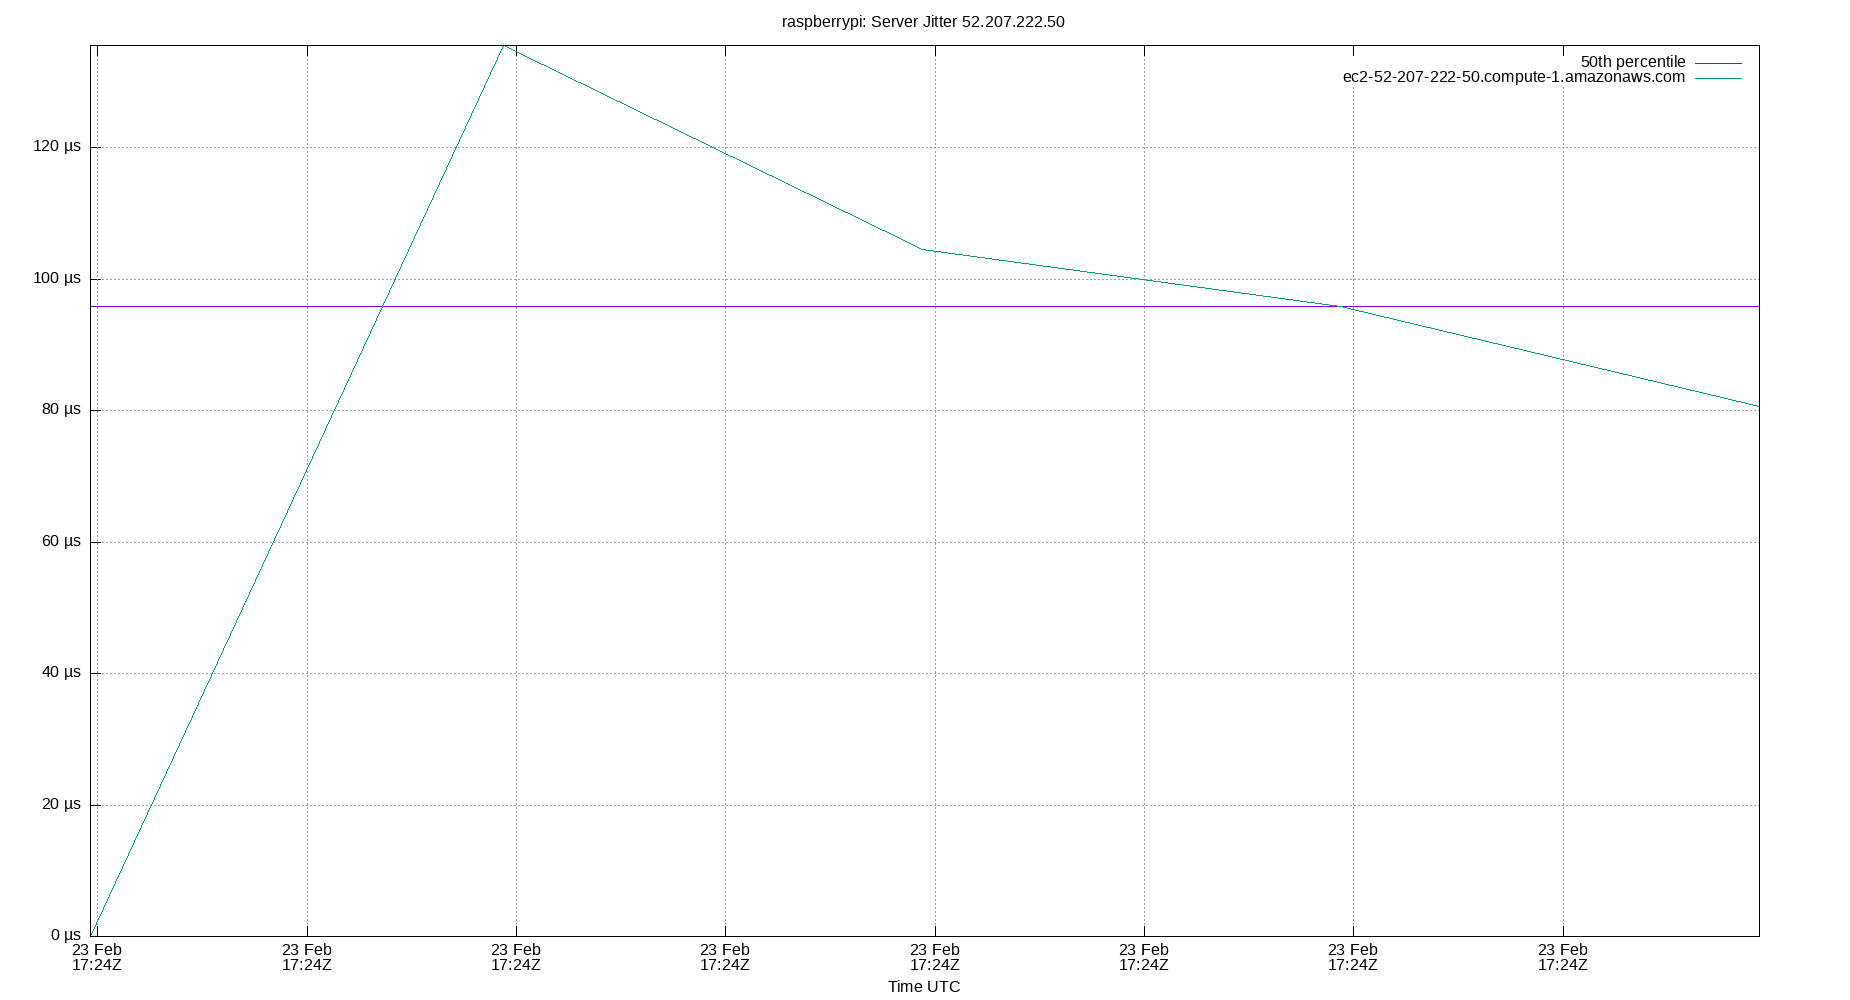 raspberrypi: Server Jitter 52.207.222.50
50th percentile
ec2-52-207-222-50.compute-1.amazonaws.com
120 µs
100 µs
80 µs
60 µs
40 µs
20 µs
0 µs
23 Feb 23 Feb 23 Feb 23 Feb 23 Feb 23 Feb 23 Feb 23 Feb
17:24Z 17:24Z 17:24Z 17:24Z 17:24Z 17:24Z 17:24Z 17:24Z
Time UTC